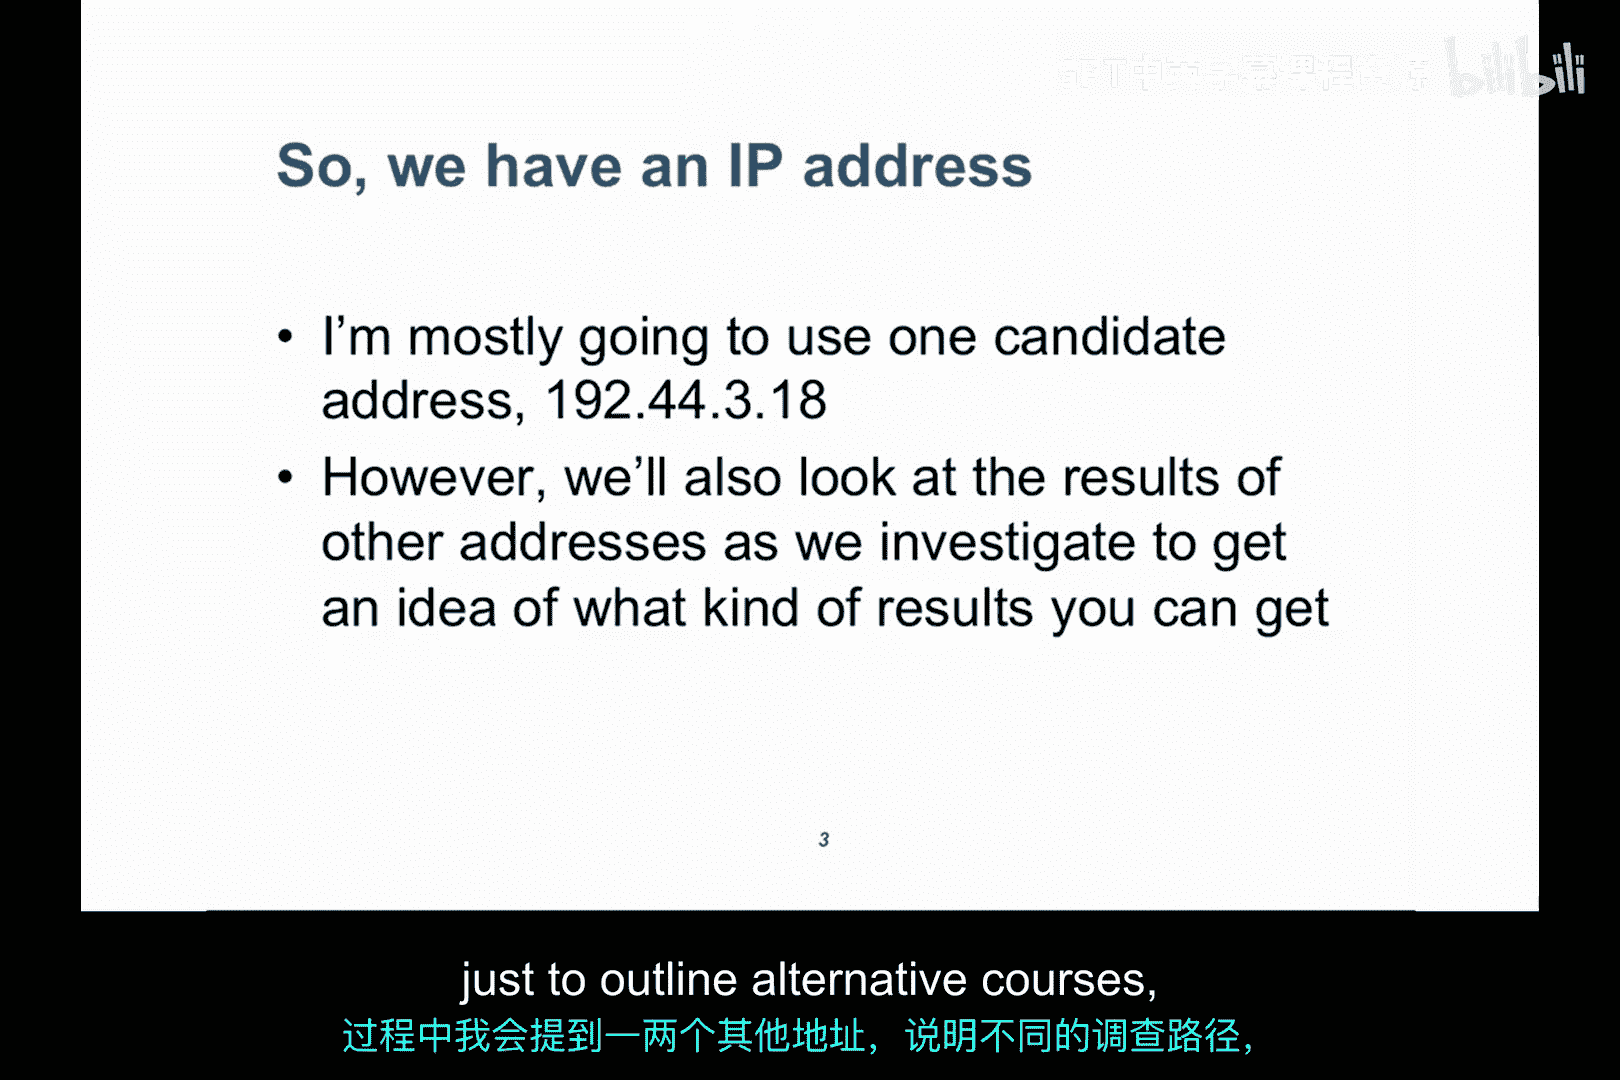 bilibili
So, we have an IP address
• I’m mostly going to use one candidate
address, 192.44.3.18
• However, we’ll also look at the results of
other addresses as we investigate to get
an idea of what kind of results you can get
3
just to outline alternative courses,
过程中我会提到一两个其他地址，说明不同的调查路径，